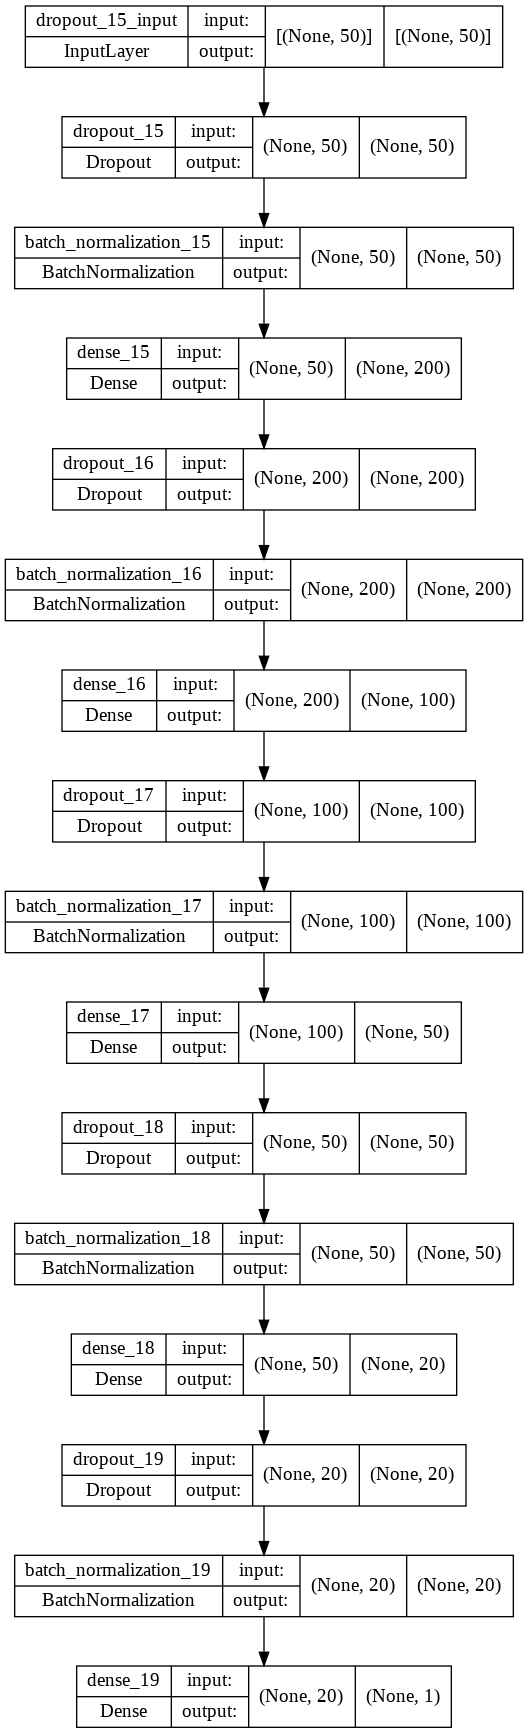 dropout_15_input input: [(None, 50)] [(None, 50)]
InputLayer output:
dropout_15 input: (None, 50) (None, 50)
Dropout output:
batch_normalization_15 input: (None, 50) (None, 50)
BatchNormalization output:
dense_15 input: (None, 50) (None, 200)
Dense output:
dropout_16 input: (None, 200) (None, 200)
Dropout output:
batch_normalization_16 input: (None, 200) (None, 200)
BatchNormalization output:
dense_16 input: (None, 200) (None, 100)
Dense output:
dropout_17 input: (None, 100) (None, 100)
Dropout output:
batch_normalization_17 input: (None, 100) (None, 100)
BatchNormalization output:
dense_17 input: (None, 100) (None, 50)
Dense output:
dropout_18 input: (None, 50) (None, 50)
Dropout output:
batch_normalization_18 input: (None, 50) (None, 50)
BatchNormalization output:
dense_18 input: (None, 50) (None, 20)
Dense output:
dropout_19 input: (None, 20) (None, 20)
Dropout output:
batch_normalization_19 input: (None, 20) (None, 20)
BatchNormalization output:
dense_19 input: (None, 20) (None, 1)
Dense output: